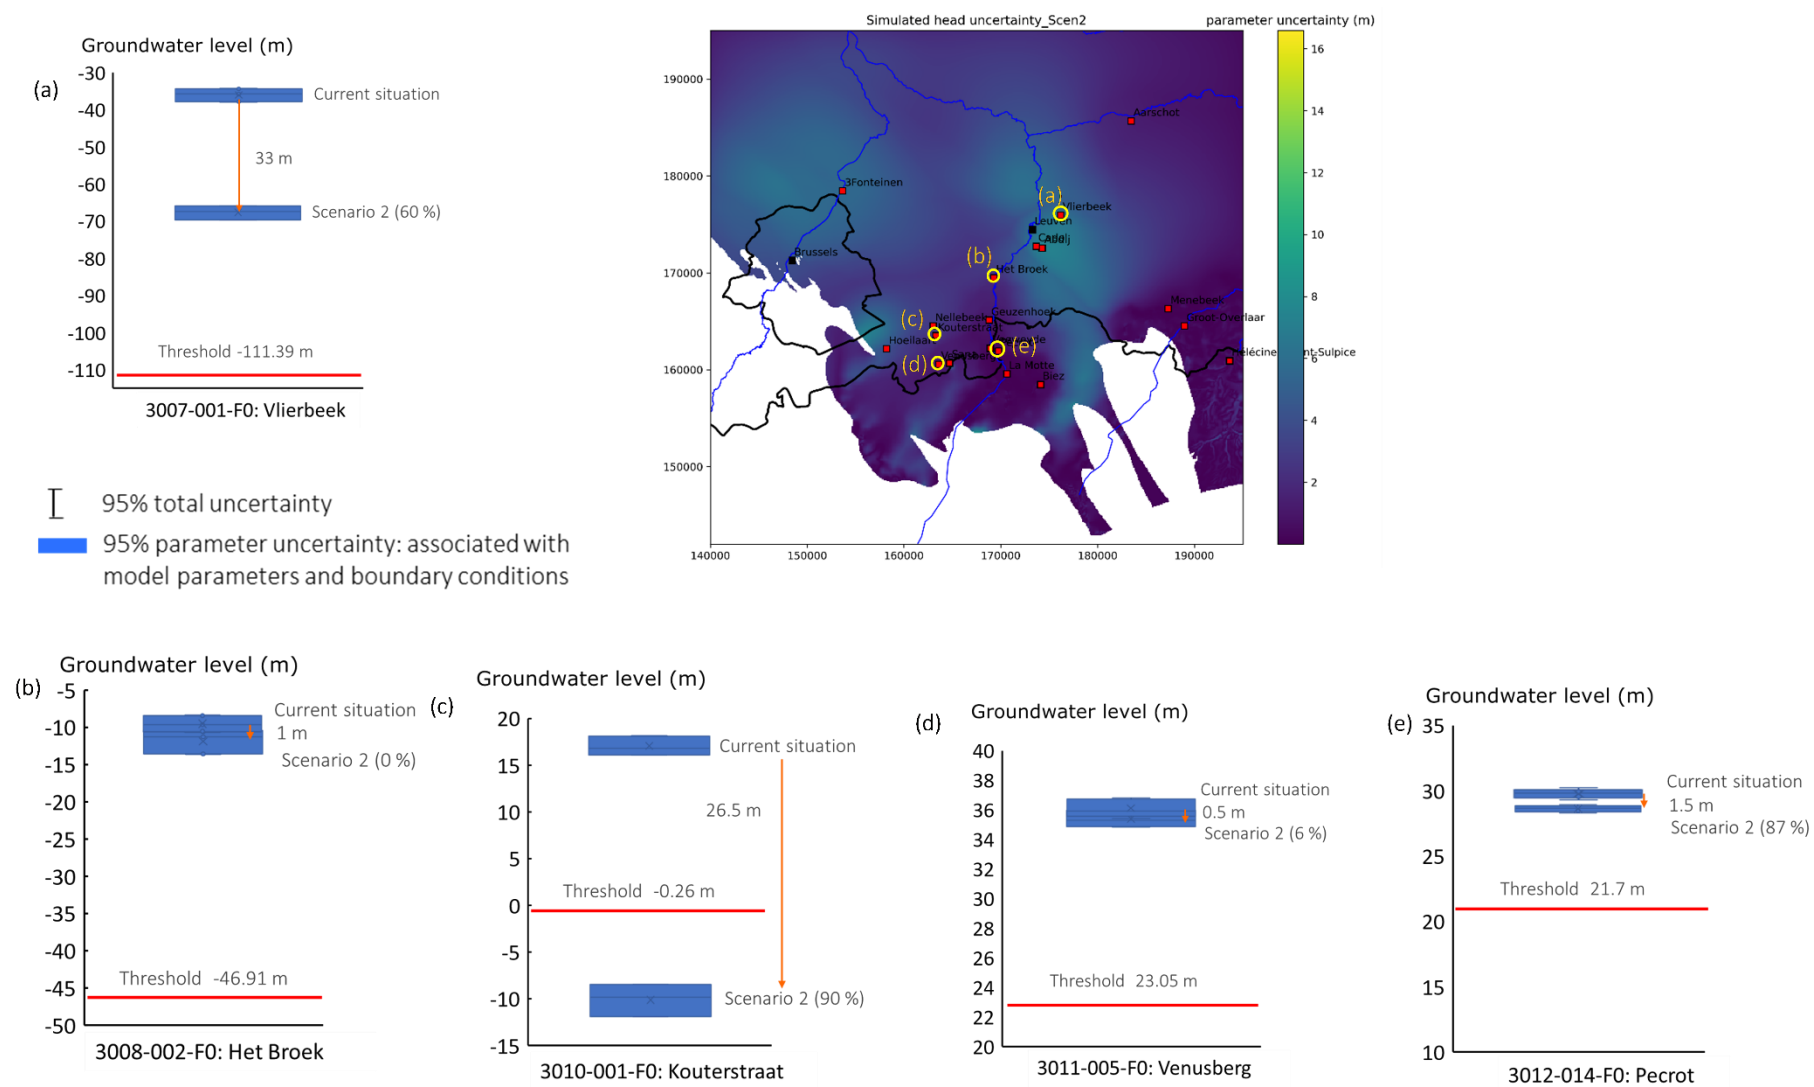 Groundwater level (m)
(a)
-30
-40
-50
-60
-70
-80
-90
-100
-110
Current situation
33 m
Scenario 2 (60 %)
Threshold -111.39 m
3007-001-F0: Vlierbeek
95% total uncertainty
95% parameter uncertainty: associated with
model parameters and boundary conditions
Simulated head uncertainty_Scen2
parameter uncertainty (m)
190000
180000
170000
160000
150000
140000
150000
160000
170000
180000
190000
16
14
12
10
8
6
4
2
Aarschot
3Fonteinen
(a)
Vlierbeek
Leuven
Brussels
(b)
Het Broek
Menebeek
Groot-Overlaar
Nellebeek
Geuzenhoek
(c)
Kouterstraat
Hoeilaart
(e)
(d)
La Motte
Biez
Groundwater level (m)
(b)
-5
-10
-15
-20
-25
-30
-35
-40
-45
-50
Current situation
1 m
Scenario 2 (0 %)
Threshold -46.91 m
3008-002-F0: Het Broek
Groundwater level (m)
(c)
20
15
10
5
0
-5
-10
-15
Current situation
26.5 m
Threshold -0.26 m
Scenario 2 (90 %)
3010-001-F0: Kouterstraat
Groundwater level (m)
(d)
40
38
36
34
32
30
28
26
24
22
20
Current situation
0.5 m
Scenario 2 (6 %)
Threshold 23.05 m
3011-005-F0: Venusberg
Groundwater level (m)
(e)
35
30
25
20
15
10
Current situation
1.5 m
Scenario 2 (87 %)
Threshold 21.7 m
3012-014-F0: Pecrot